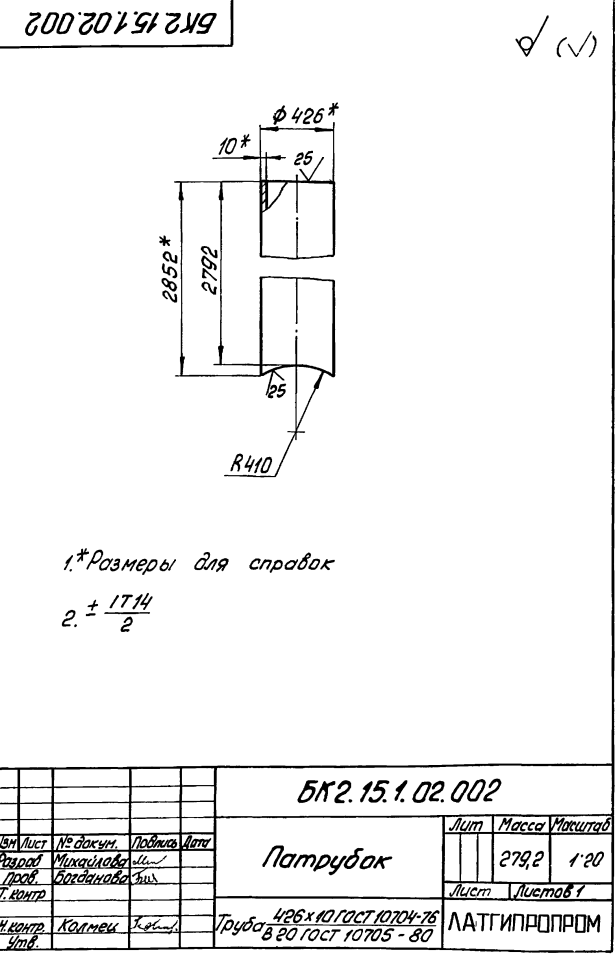 БК2.15.1.02.002
(√)
Ф 426*
10*
25
2852*
2792
25
R410
1.*Размеры для справок
2. ± IT14/2
БК2.15.1.02.002
Изм Лист № докум. Подпись Дата
Разраб Михайлова
Пров. Богданова
Т. контр
Н. контр. Колмец
Утв.
Патрубок
Лит Масса Масштаб
279,2 1:20
Лист Листов 1
Труба 426×10 ГОСТ 10704-76
В 20 ГОСТ 10705-80
ЛАТГИПРОПРОМ